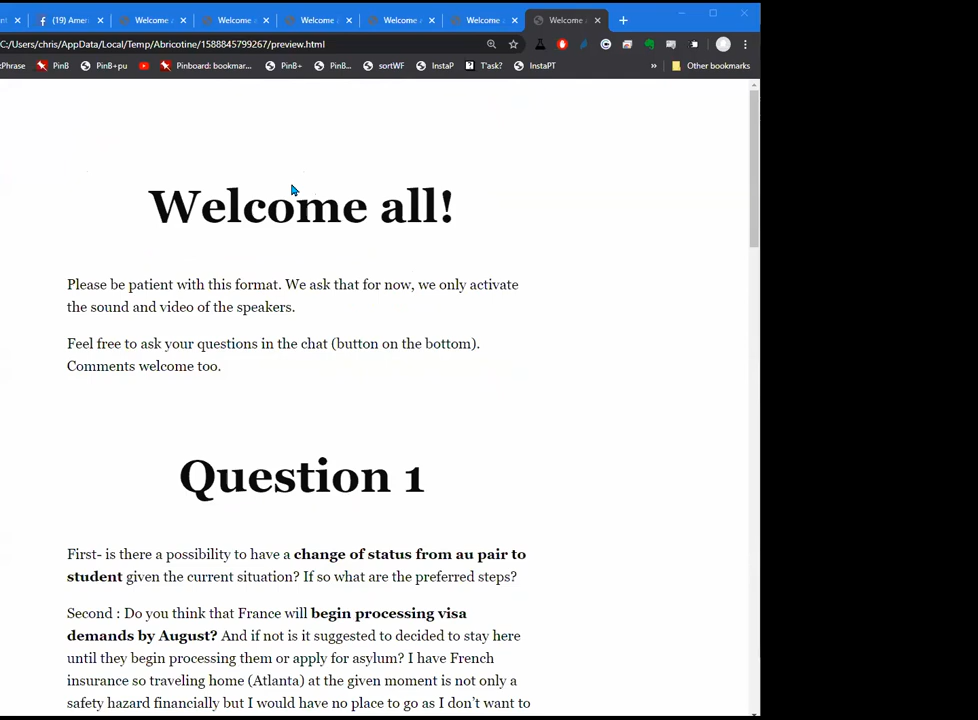 (19) Amer
Welcome
Welcome a
Welcome
Welcome a
Welcome
Welcome
C:/Users/chris/AppData/Local/Temp/Abricotine/1588845799267/preview.html
Phrase
PinB
PinB+pu
Pinboard: bookmar...
PinB+
PinB...
sortWF
InstaP
T'ask?
InstaPT
»
Other bookmarks
Welcome all!
Please be patient with this format. We ask that for now, we only activate
the sound and video of the speakers.
Feel free to ask your questions in the chat (button on the bottom).
Comments welcome too.
Question 1
First- is there a possibility to have a change of status from au pair to
student given the current situation? If so what are the preferred steps?
Second : Do you think that France will begin processing visa
demands by August? And if not is it suggested to decided to stay here
until they begin processing them or apply for asylum? I have French
insurance so traveling home (Atlanta) at the given moment is not only a
safety hazard financially but I would have no place to go as I don't want to